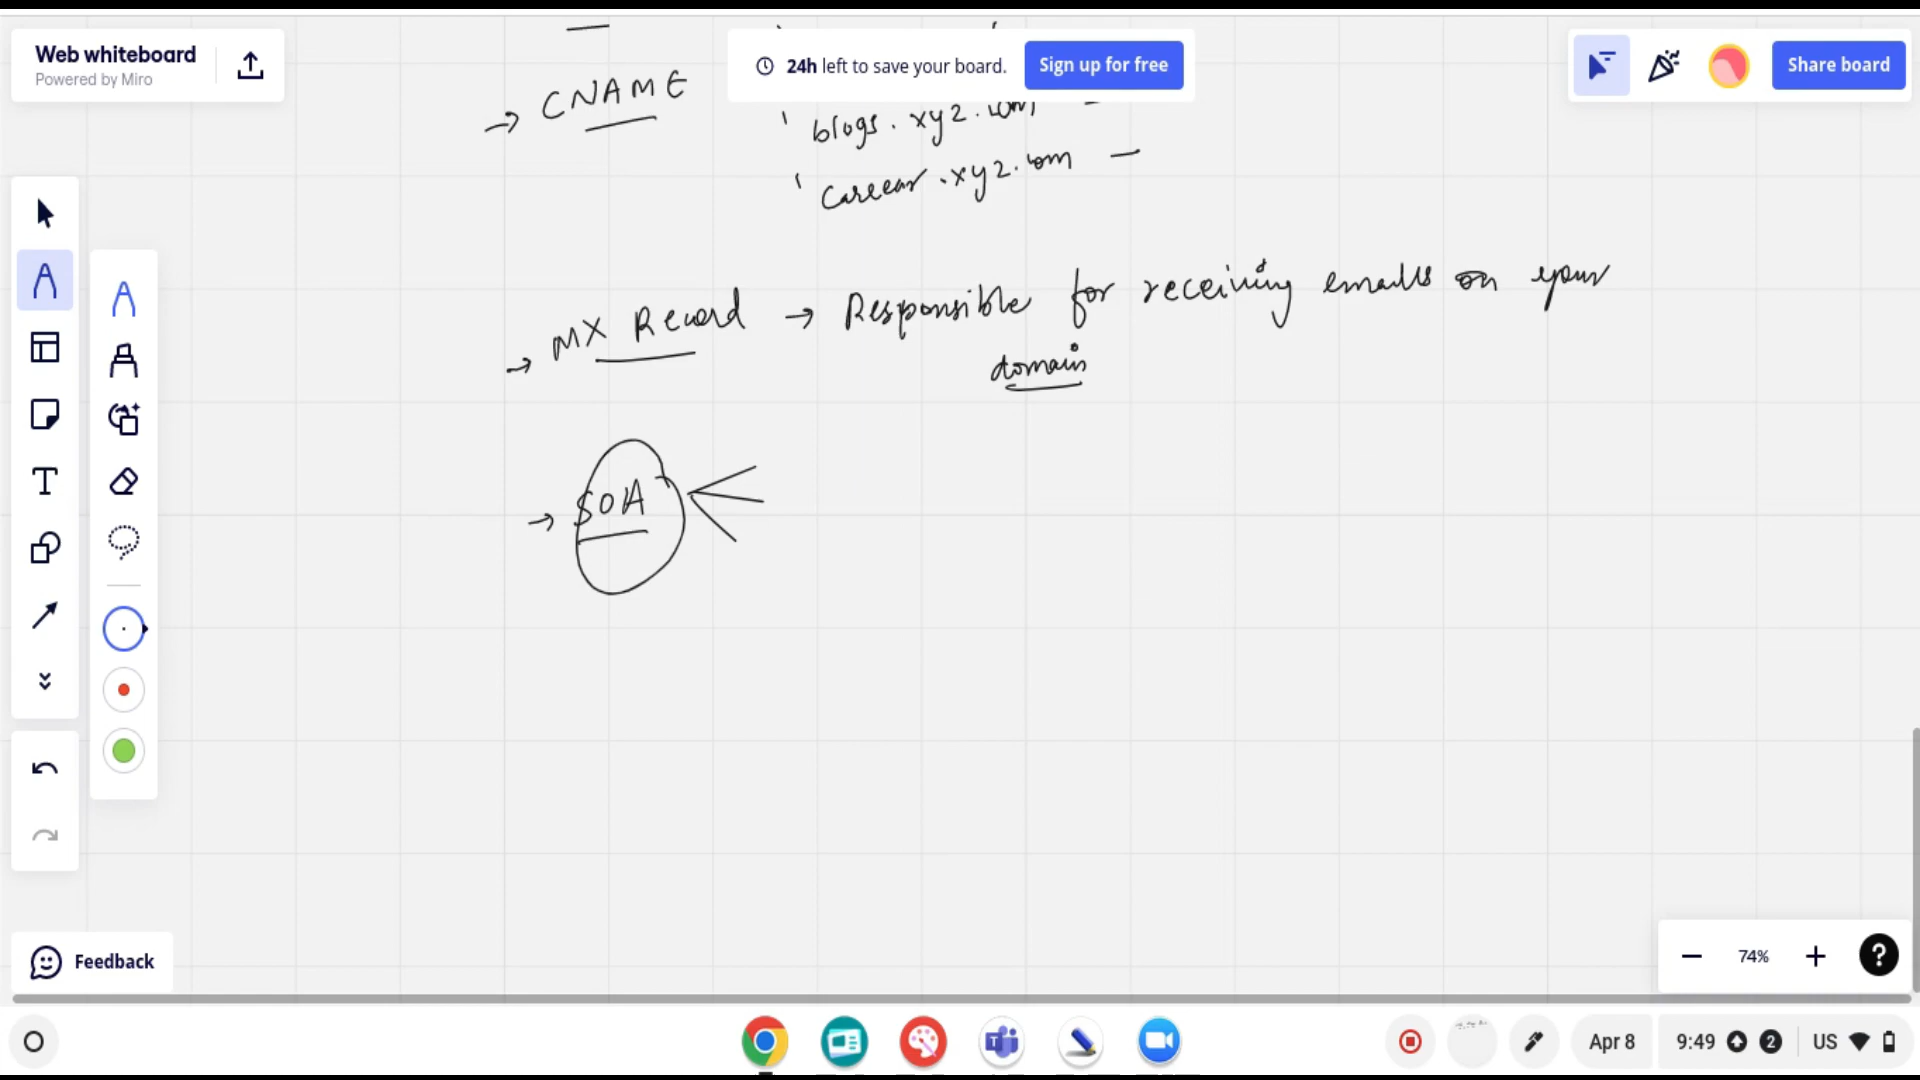 Web whiteboard
Powered by Miro
24h left to save your board.
Sign up for free
Share board
→ CNAME
blogs.xyz.com —
Career.xyz.com —
→ MX Record → Responsible for receiving emails on your
domain
→ SOA
T
Feedback
74%
?
Apr 8
9:49
2
US